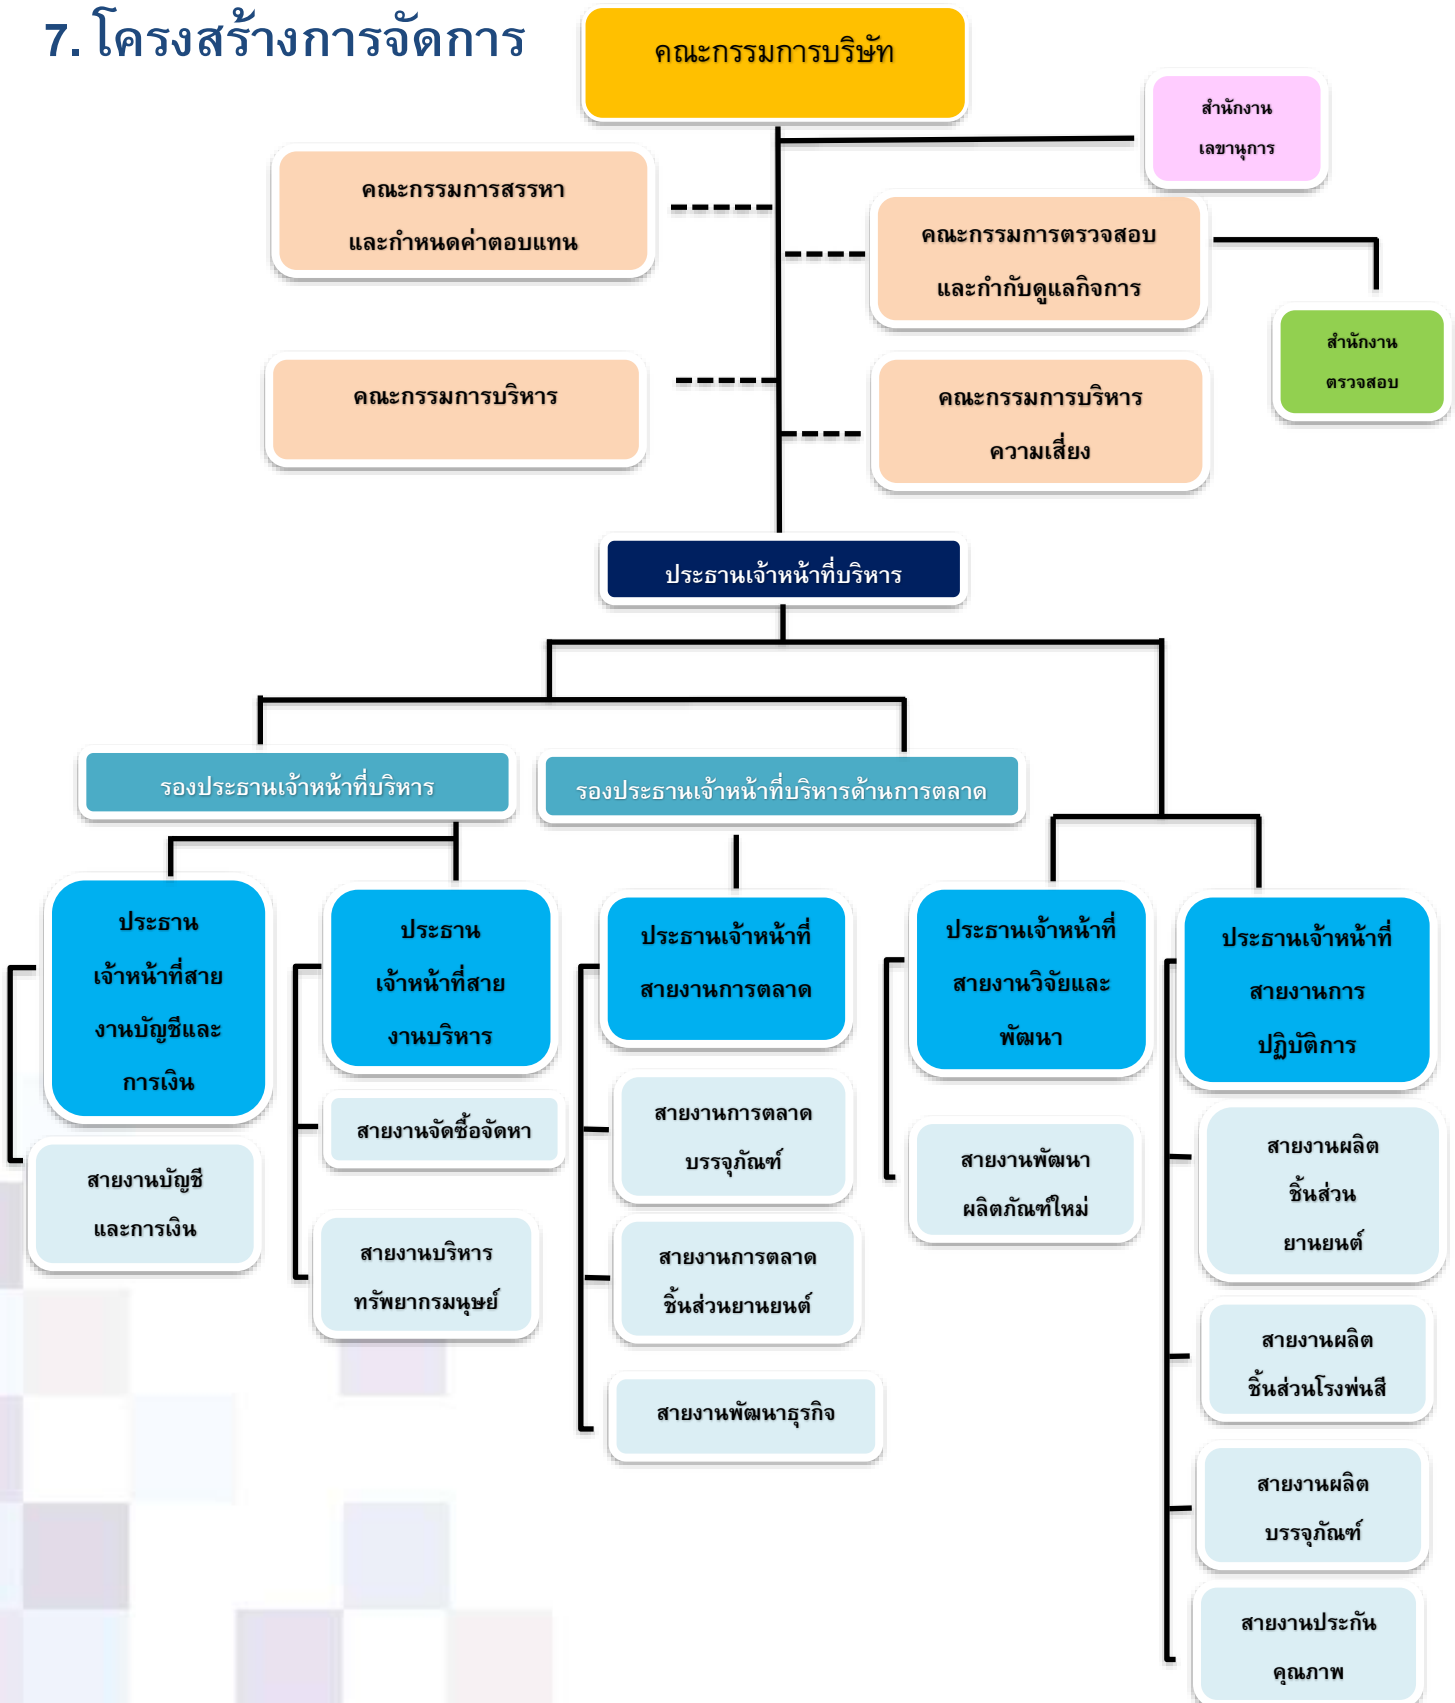 7. โครงสร้างการจัดการ
คณะกรรมการบริษัท
สำนักงาน
เลขานุการ
คณะกรรมการสรรหา
และกำหนดค่าตอบแทน
คณะกรรมการตรวจสอบ
และกำกับดูแลกิจการ
สำนักงาน
ตรวจสอบ
คณะกรรมการบริหาร
คณะกรรมการบริหาร
ความเสี่ยง
ประธานเจ้าหน้าที่บริหาร
รองประธานเจ้าหน้าที่บริหาร
รองประธานเจ้าหน้าที่บริหารด้านการตลาด
ประธาน
เจ้าหน้าที่สาย
งานบัญชีและ
การเงิน
ประธาน
เจ้าหน้าที่สาย
งานบริหาร
ประธานเจ้าหน้าที่
สายงานการตลาด
ประธานเจ้าหน้าที่
สายงานวิจัยและ
พัฒนา
ประธานเจ้าหน้าที่
สายงานการ
ปฏิบัติการ
สายงานบัญชี
และการเงิน
สายงานจัดซื้อจัดหา
สายงานบริหาร
ทรัพยากรมนุษย์
สายงานการตลาด
บรรจุภัณฑ์
สายงานการตลาด
ชิ้นส่วนยานยนต์
สายงานพัฒนาธุรกิจ
สายงานพัฒนา
ผลิตภัณฑ์ใหม่
สายงานผลิต
ชิ้นส่วน
ยานยนต์
สายงานผลิต
ชิ้นส่วนโรงพ่นสี
สายงานผลิต
บรรจุภัณฑ์
สายงานประกัน
คุณภาพ